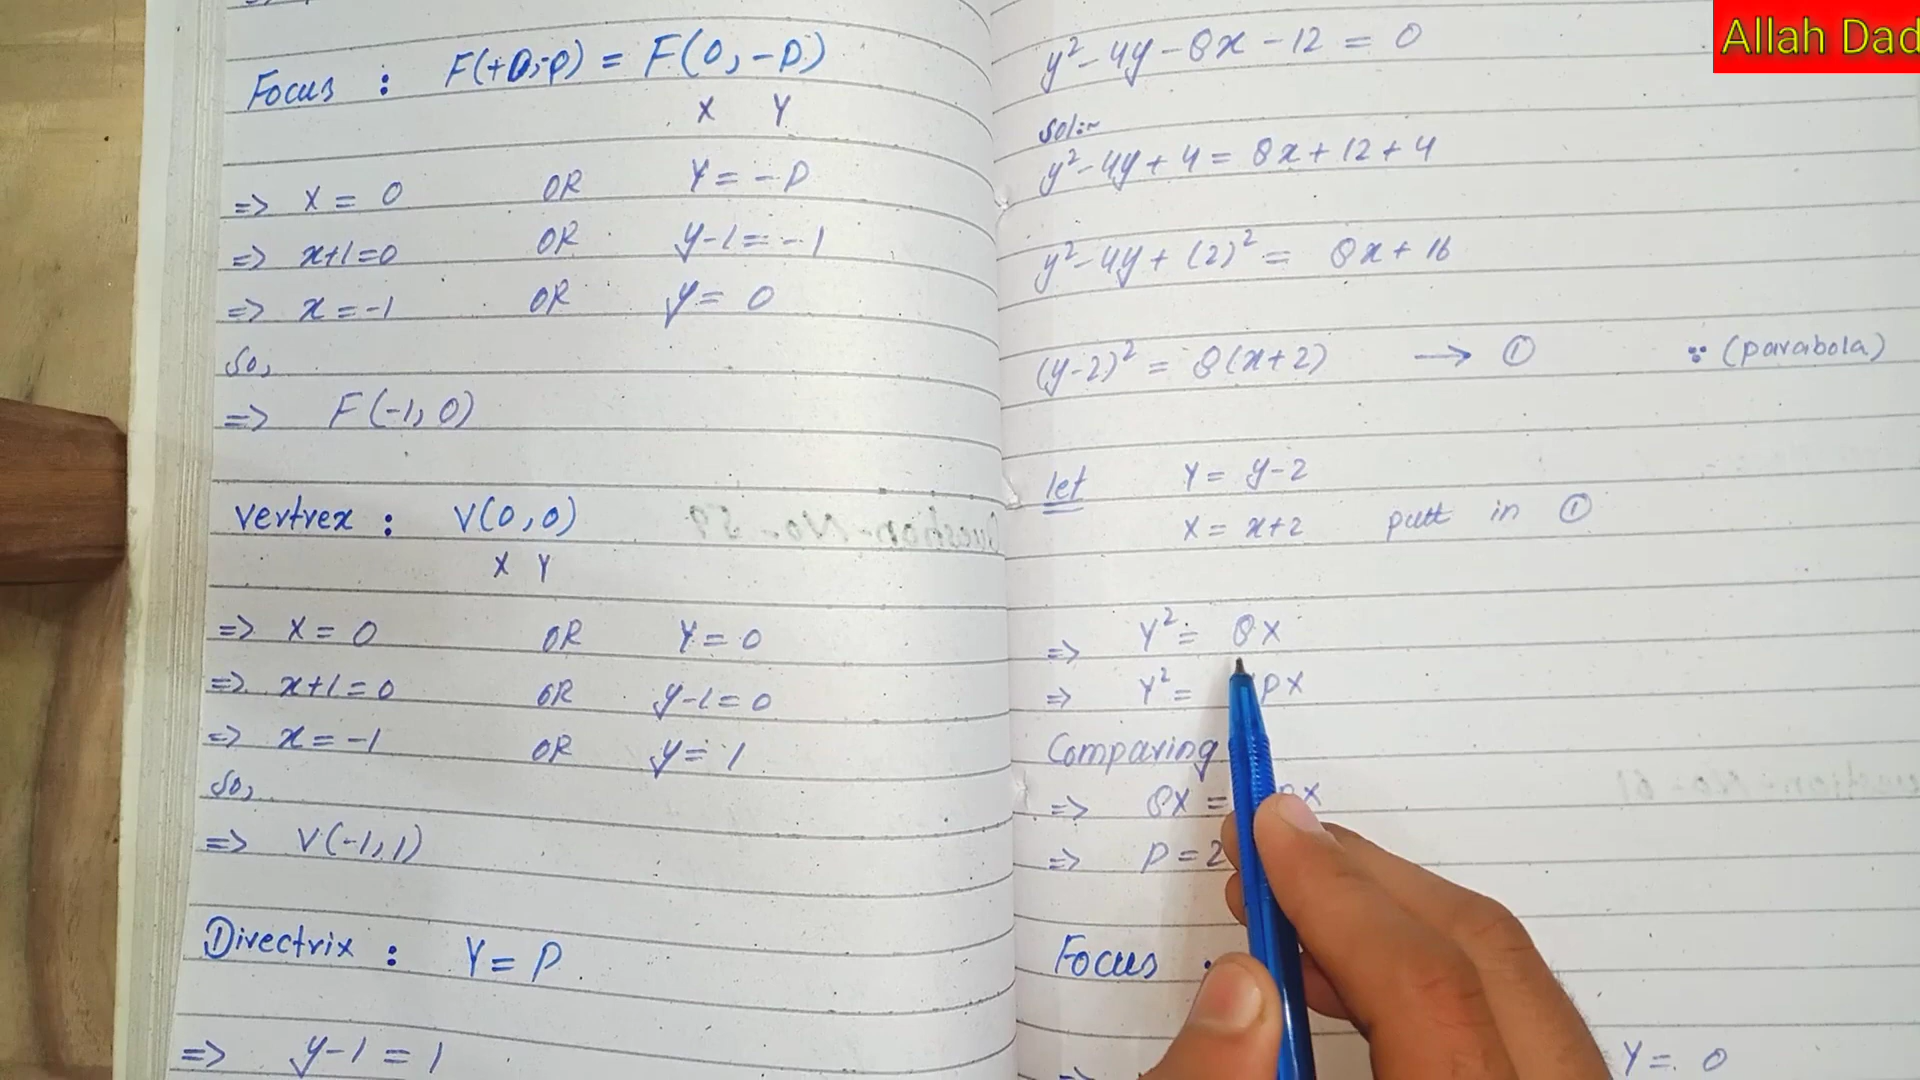 Focus : F(+0,-p) = F(0, -P)
X Y
=> X = 0 OR Y = -P
=> x+1=0 OR y-1 = -1
=> x = -1 OR y = 0
So,
=> F(-1, 0)
Vertrex : V(0, 0)
X Y
=> X = 0 OR Y = 0
=> x+1=0 OR y-1=0
=> x = -1 OR y = 1
So,
=> V(-1, 1)
Directrix : Y = P
=> y-1 = 1
Allah Dad
y² - 4y - 8x - 12 = 0
Sol:~
y² - 4y + 4 = 8x + 12 + 4
y² - 4y + (2)² = 8x + 16
(y-2)² = 8(x+2) → ① ∵ (parabola)
let Y = y-2
X = x+2 putt in ①
=> Y² = 8X
=> Y² = PX
Comparing
=> 8X = PX
=> P = 2
Focus :
Y = 0